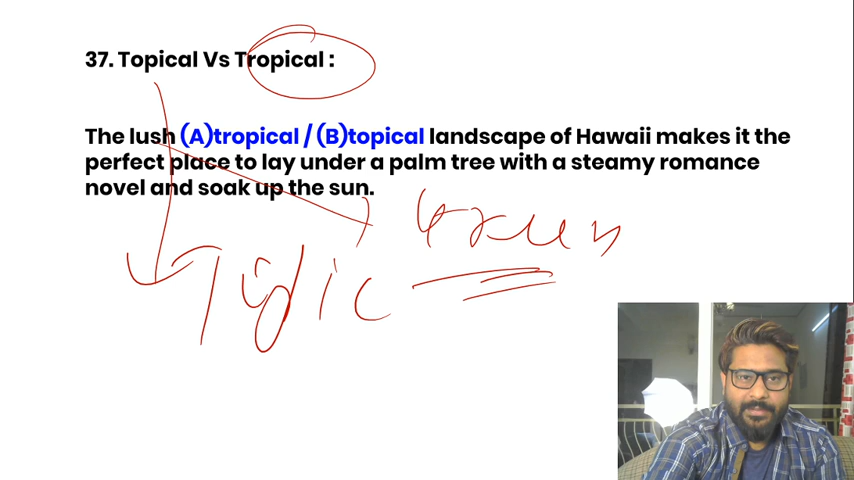 37. Topical Vs Tropical :
The lush (A)tropical / (B)topical landscape of Hawaii makes it the
perfect place to lay under a palm tree with a steamy romance
novel and soak up the sun.
Topic